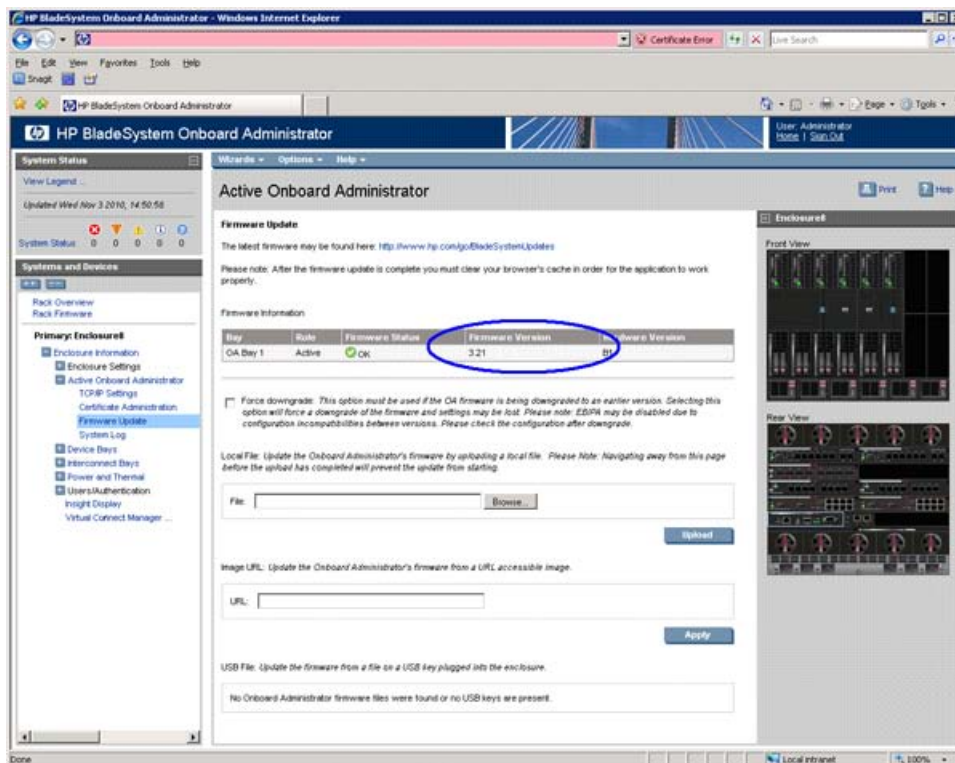 HP BladeSystem Onboard Administrator - Windows Internet Explorer
Certificate Error
Live Search
File Edit View Favorites Tools Help
SnagIt
HP BladeSystem Onboard Administrator
Page Tools
HP BladeSystem Onboard Administrator
User: Administrator
Home | Sign Out
System Status
View Legend ...
Updated Wed Nov 3 2010, 14:50:58
System Status 0 0 0 0 0
Systems and Devices
Rack Overview
Rack Firmware
Primary: Enclosure8
Enclosure Information
Enclosure Settings
Active Onboard Administrator
TCP/IP Settings
Certificate Administration
Firmware Update
System Log
Device Bays
Interconnect Bays
Power and Thermal
Users/Authentication
Insight Display
Virtual Connect Manager ...
Wizards Options Help
Active Onboard Administrator
Print Help
Firmware Update
The latest firmware may be found here: http://www.hp.com/go/BladeSystemUpdates
Please note: After the firmware update is complete you must clear your browser's cache in order for the application to work
properly.
Firmware Information
Bay Role Firmware Status Firmware Version Hardware Version
OA Bay 1 Active OK 3.21 B1
Force downgrade: This option must be used if the OA firmware is being downgraded to an earlier version. Selecting this
option will force a downgrade of the firmware and settings may be lost. Please note: EBIPA may be disabled due to
configuration incompatibilities between versions. Please check the configuration after downgrade.
Local File: Update the Onboard Administrator's firmware by uploading a local file. Please Note: Navigating away from this page
before the upload has completed will prevent the update from starting.
File: Browse...
Upload
Image URL: Update the Onboard Administrator's firmware from a URL accessible image.
URL:
Apply
USB File: Update the firmware from a file on a USB key plugged into the enclosure.
No Onboard Administrator firmware files were found or no USB keys are present.
Enclosure8
Front View
Rear View
Done
Local intranet
100%